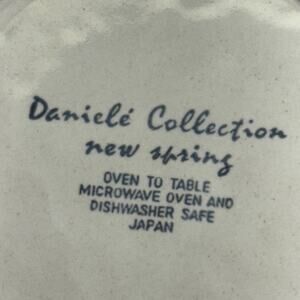 Danielé Collection
new spring
OVEN TO TABLE
MICROWAVE OVEN AND
DISHWASHER SAFE
JAPAN